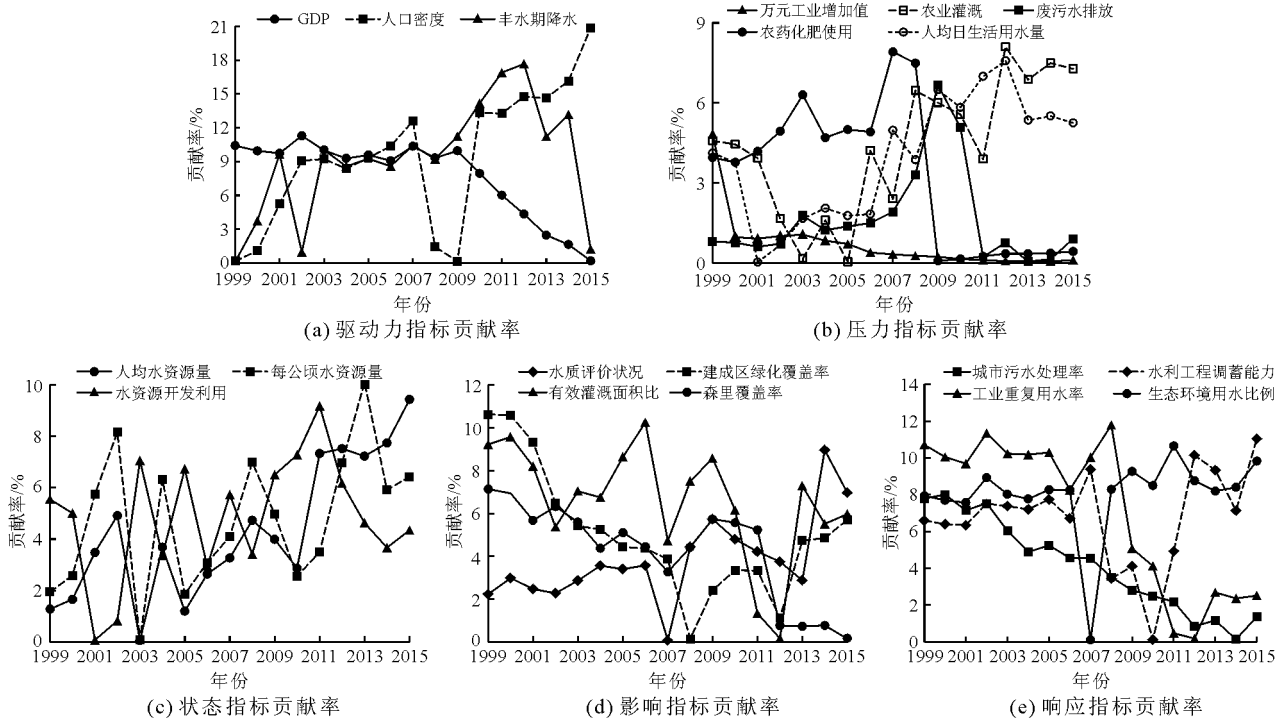 GDP 人口密度 丰水期降水
21
18
15
12
9
6
3
0
贡献率/%
1999 2001 2003 2005 2007 2009 2011 2013 2015
年份
(a) 驱动力指标贡献率
万元工业增加值 农业灌溉 废污水排放
农药化肥使用 人均日生活用水量
9
6
3
0
贡献率/%
1999 2001 2003 2005 2007 2009 2011 2013 2015
年份
(b) 压力指标贡献率
人均水资源量 每公顷水资源量
水资源开发利用
10
8
6
4
2
0
贡献率/%
1999 2001 2003 2005 2007 2009 2011 2013 2015
年份
(c) 状态指标贡献率
水质评价状况 建成区绿化覆盖率
有效灌溉面积比 森里覆盖率
12
10
8
6
4
2
0
贡献率/%
1999 2001 2003 2005 2007 2009 2011 2013 2015
年份
(d) 影响指标贡献率
城市污水处理率 水利工程调蓄能力
工业重复用水率 生态环境用水比例
14
12
10
8
6
4
2
0
贡献率/%
1999 2001 2003 2005 2007 2009 2011 2013 2015
年份
(e) 响应指标贡献率